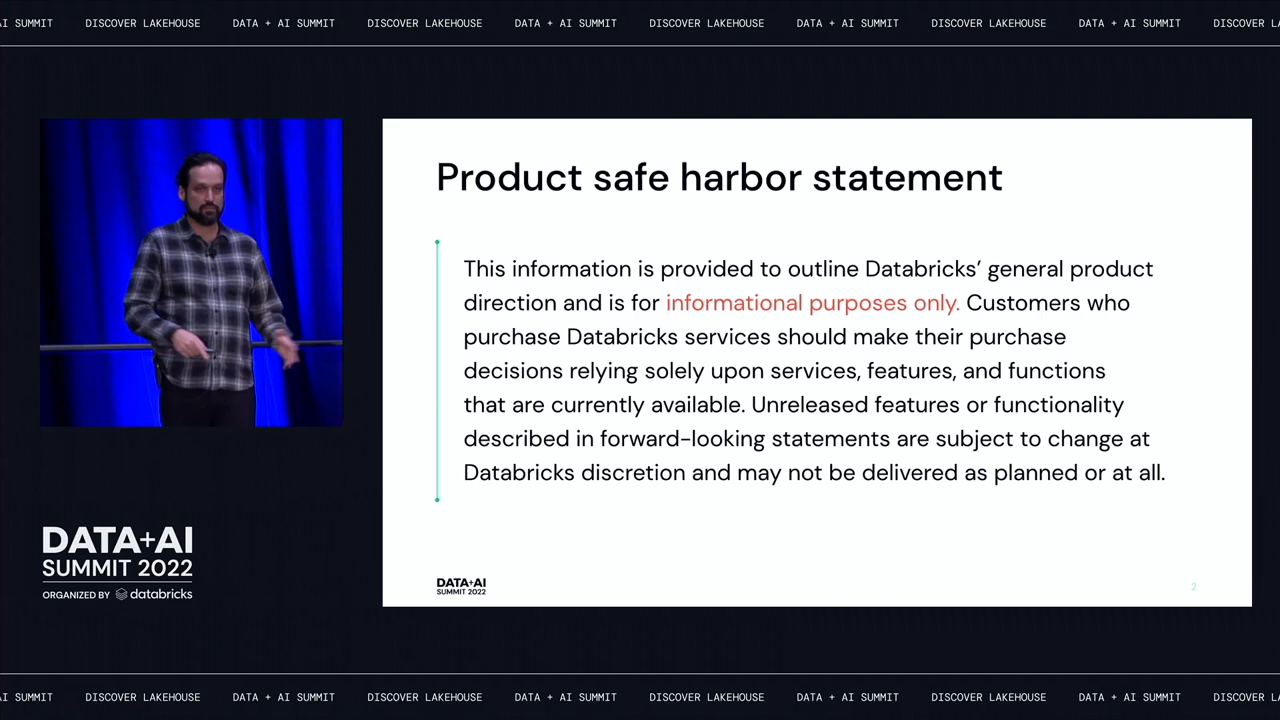 AI SUMMIT DISCOVER LAKEHOUSE DATA + AI SUMMIT DISCOVER LAKEHOUSE DATA + AI SUMMIT DISCOVER LAKEHOUSE DATA + AI SUMMIT DISCOVER LAKEHOUSE DATA + AI SUMMIT DISCOVER
Product safe harbor statement
This information is provided to outline Databricks’ general product
direction and is for informational purposes only. Customers who
purchase Databricks services should make their purchase
decisions relying solely upon services, features, and functions
that are currently available. Unreleased features or functionality
described in forward-looking statements are subject to change at
Databricks discretion and may not be delivered as planned or at all.
DATA+AI
SUMMIT 2022
2
DATA+AI
SUMMIT 2022
ORGANIZED BY databricks
AI SUMMIT DISCOVER LAKEHOUSE DATA + AI SUMMIT DISCOVER LAKEHOUSE DATA + AI SUMMIT DISCOVER LAKEHOUSE DATA + AI SUMMIT DISCOVER LAKEHOUSE DATA + AI SUMMIT DISCOVER